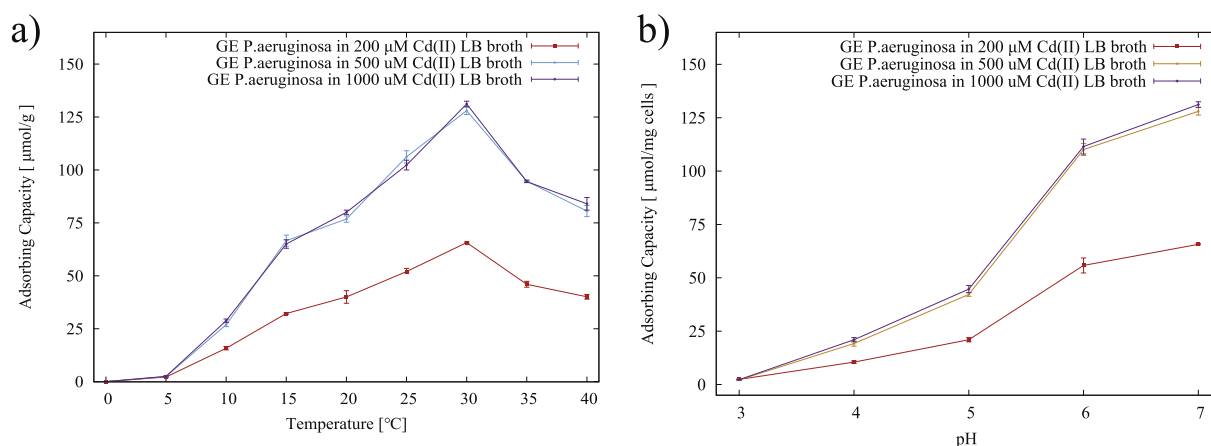 a)
GE P.aeruginosa in 200 μM Cd(II) LB broth
GE P.aeruginosa in 500 uM Cd(II) LB broth
GE P.aeruginosa in 1000 uM Cd(II) LB broth
Adsorbing Capacity [ μmol/g ]
150
125
100
75
50
25
0
0 5 10 15 20 25 30 35 40
Temperature [°C]
b)
GE P.aeruginosa in 200 μM Cd(II) LB broth
GE P.aeruginosa in 500 uM Cd(II) LB broth
GE P.aeruginosa in 1000 uM Cd(II) LB broth
Adsorbing Capacity [ μmol/mg cells ]
150
125
100
75
50
25
0
3 4 5 6 7
pH